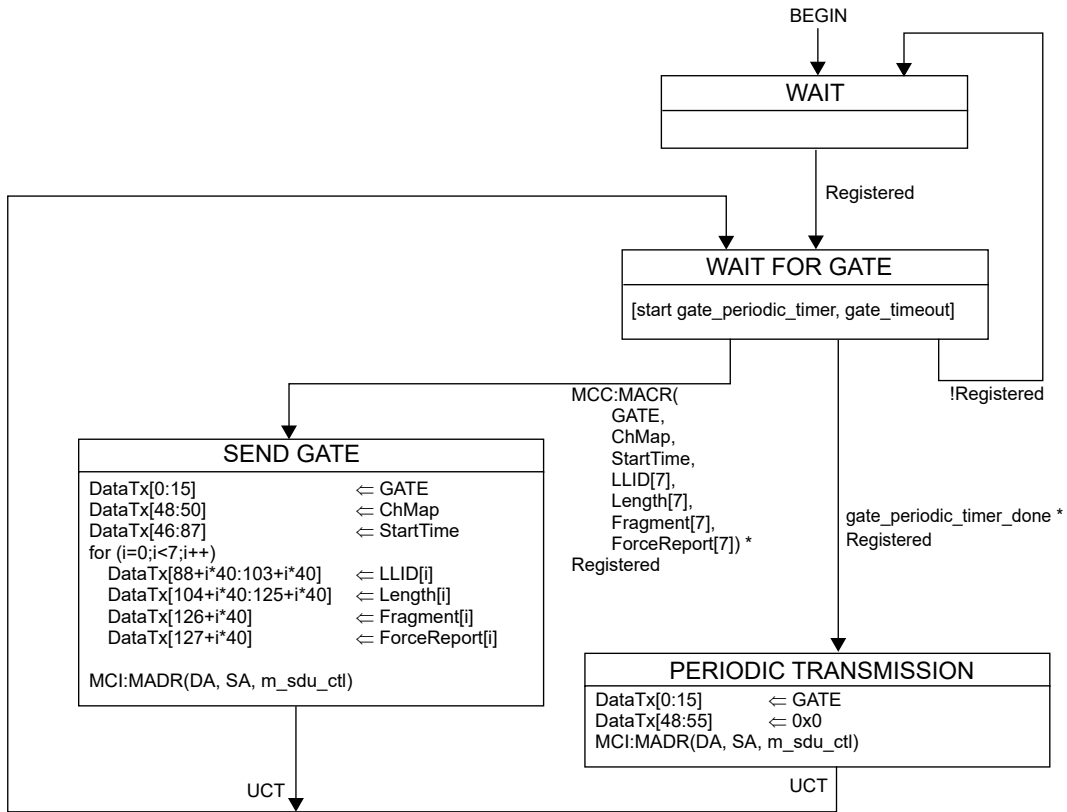 BEGIN
WAIT
Registered
WAIT FOR GATE
[start gate_periodic_timer, gate_timeout]
!Registered
MCC:MACR(
GATE,
ChMap,
StartTime,
LLID[7],
Length[7],
Fragment[7],
ForceReport[7]) *
Registered
gate_periodic_timer_done *
Registered
SEND GATE
DataTx[0:15] ⇐ GATE
DataTx[48:50] ⇐ ChMap
DataTx[46:87] ⇐ StartTime
for (i=0;i<7;i++)
DataTx[88+i*40:103+i*40] ⇐ LLID[i]
DataTx[104+i*40:125+i*40] ⇐ Length[i]
DataTx[126+i*40] ⇐ Fragment[i]
DataTx[127+i*40] ⇐ ForceReport[i]
MCI:MADR(DA, SA, m_sdu_ctl)
UCT
PERIODIC TRANSMISSION
DataTx[0:15] ⇐ GATE
DataTx[48:55] ⇐ 0x0
MCI:MADR(DA, SA, m_sdu_ctl)
UCT